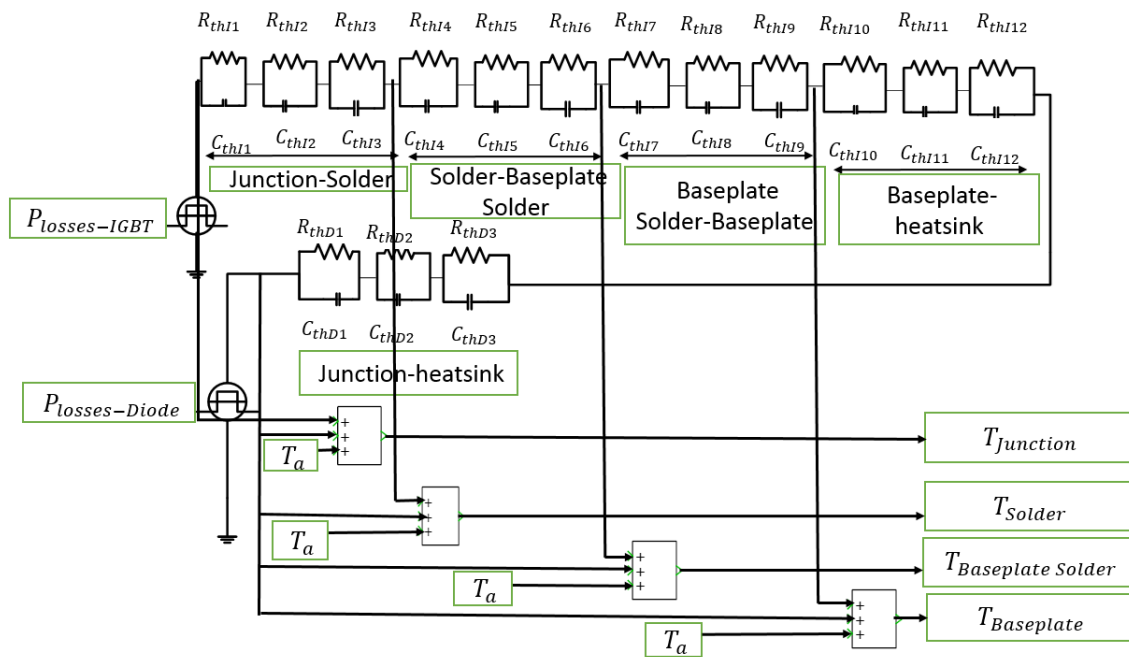 R_thI1 R_thI2 R_thI3 R_thI4 R_thI5 R_thI6 R_thI7 R_thI8 R_thI9 R_thI10 R_thI11 R_thI12
C_thI1 C_thI2 C_thI3 C_thI4 C_thI5 C_thI6 C_thI7 C_thI8 C_thI9 C_thI10 C_thI11 C_thI12
Junction-Solder
Solder-Baseplate
Solder
Baseplate
Solder-Baseplate
Baseplate-
heatsink
P_losses−IGBT
R_thD1 R_thD2 R_thD3
C_thD1 C_thD2 C_thD3
Junction-heatsink
P_losses−Diode
+
+
+
T_a
T_Junction
+
+
+
T_a
T_Solder
+
+
+
T_a
T_Baseplate Solder
+
+
+
T_a
T_Baseplate